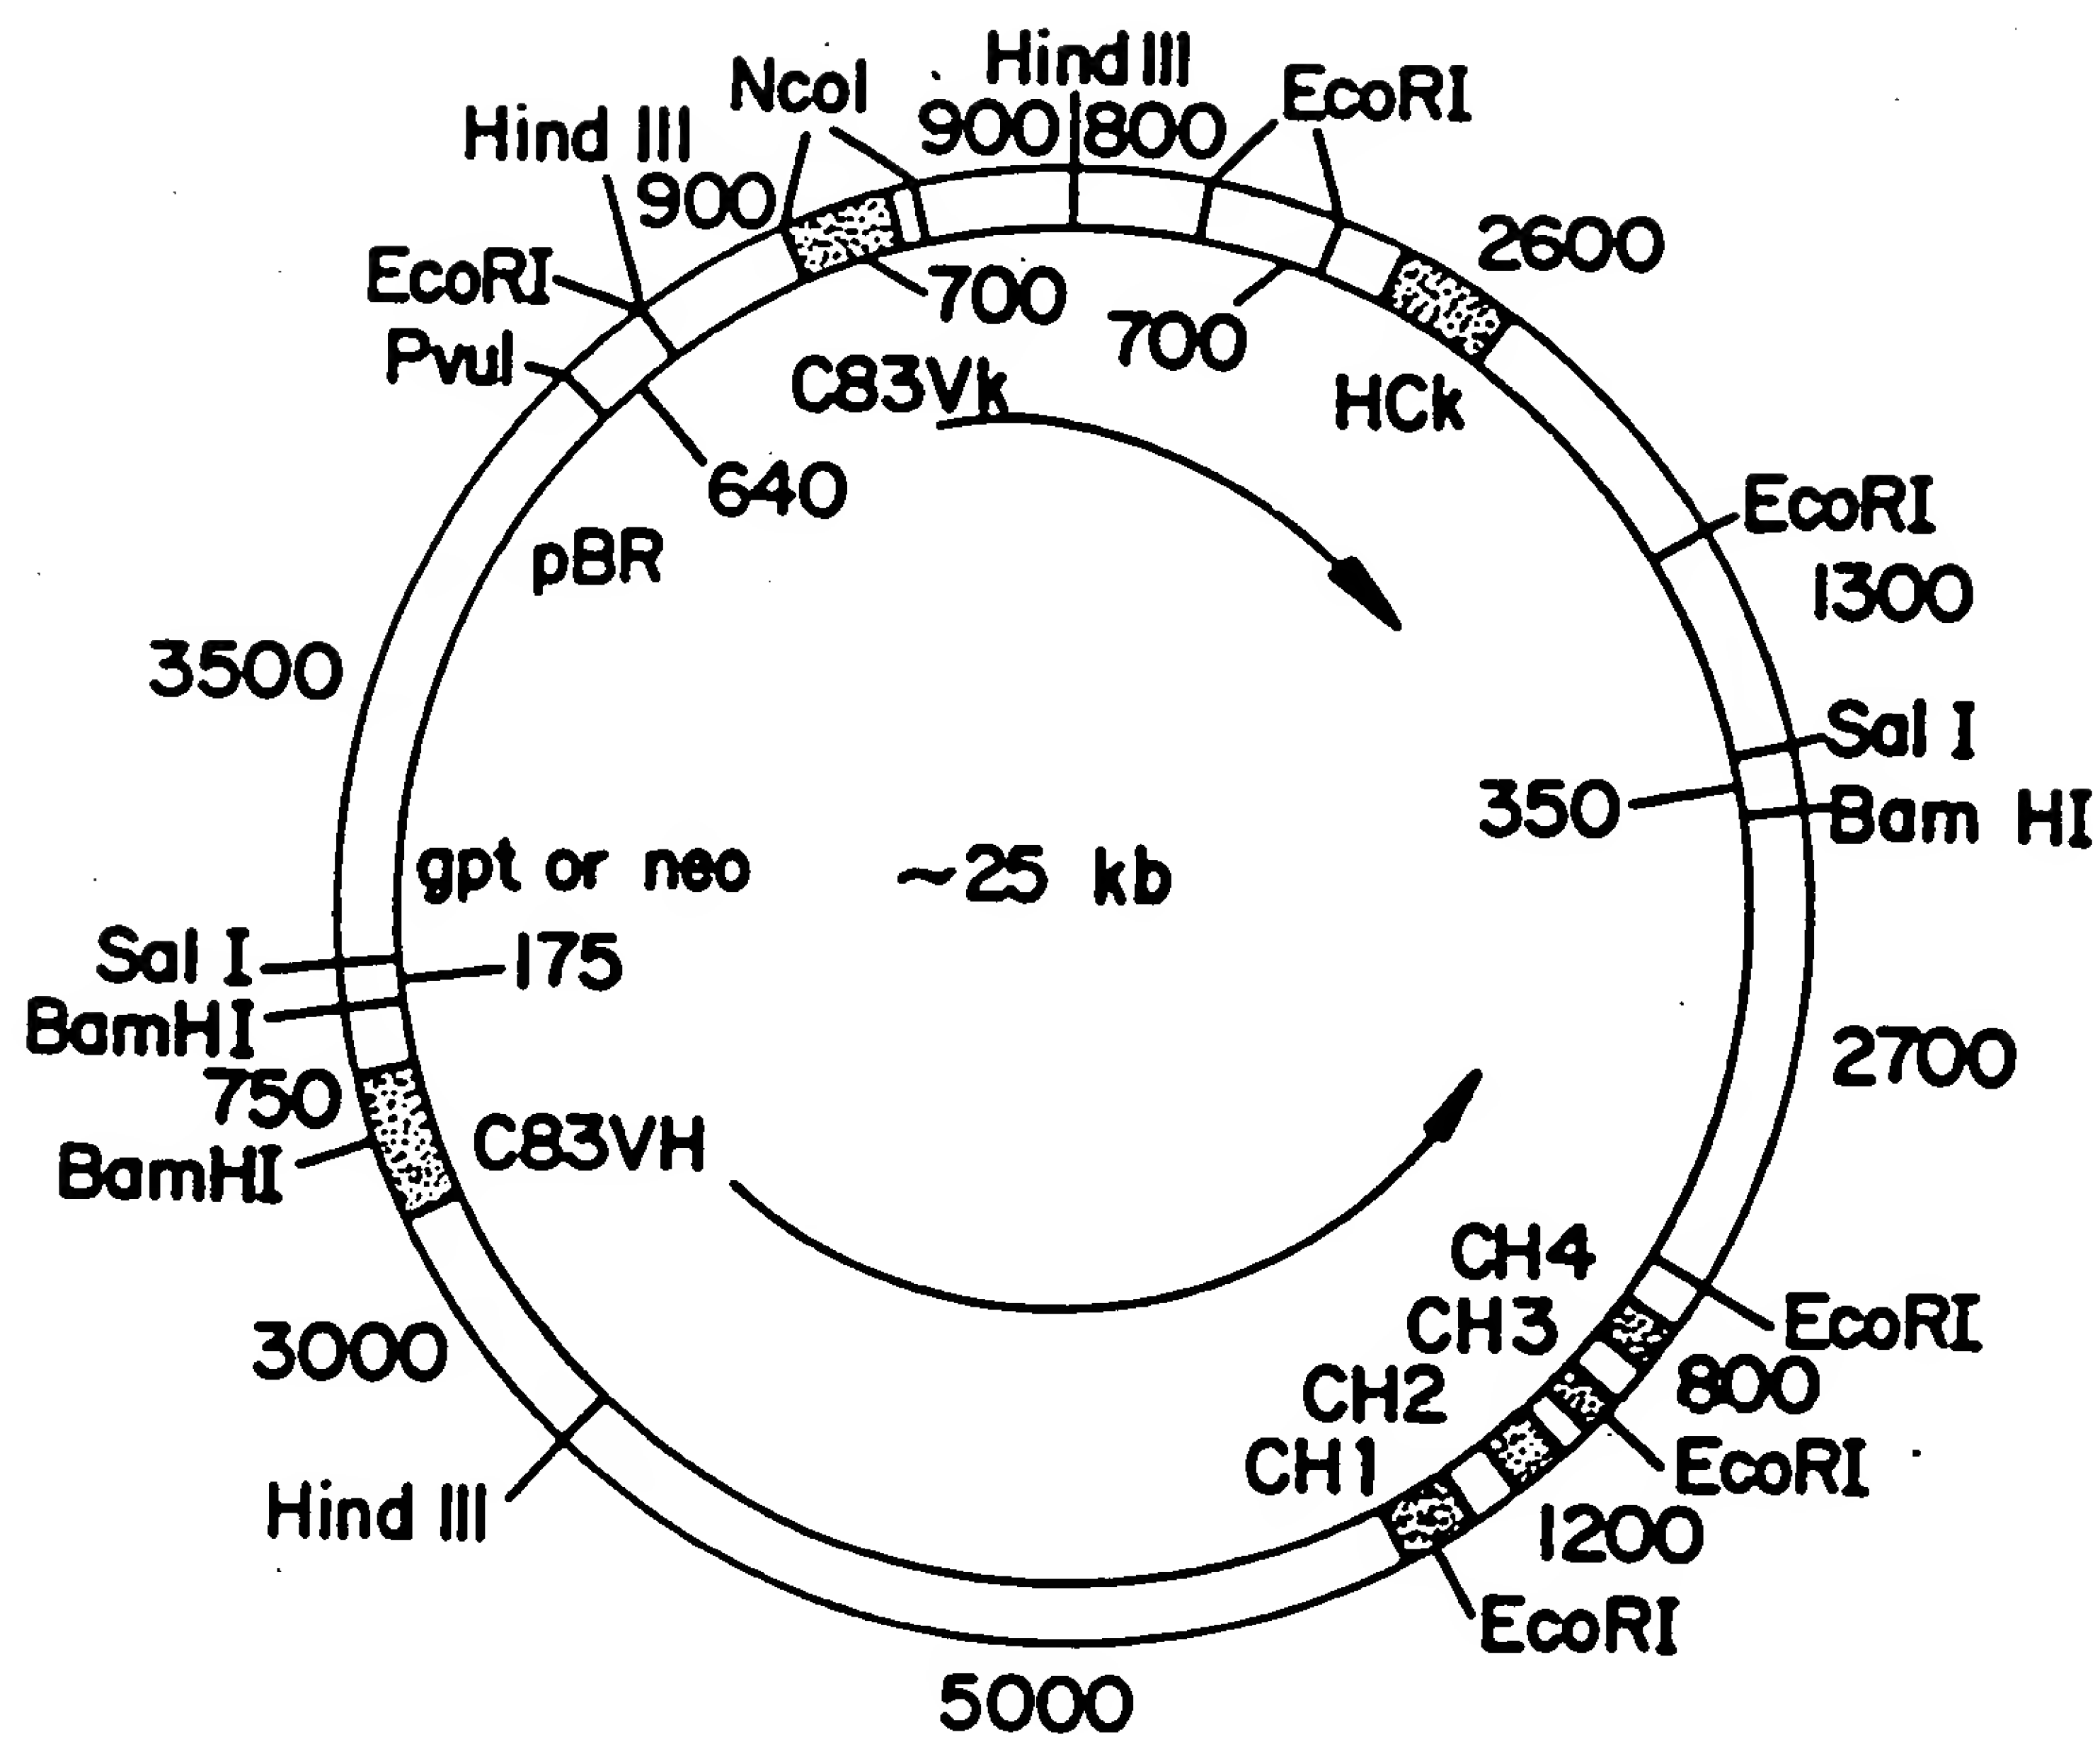 Hind III
NcoI
900 800
EcoRI
Hind III
900
2600
EcoRI
700
PvuI
700
C83Vk
HCk
640
EcoRI
pBR
1300
3500
Sal I
350
Bam HI
gpt or neo
~25 kb
Sal I
175
BamHI
2700
750
C83VH
BamHI
CH4
CH3
EcoRI
3000
CH2
800
CH1
EcoRI
Hind III
1200
EcoRI
5000